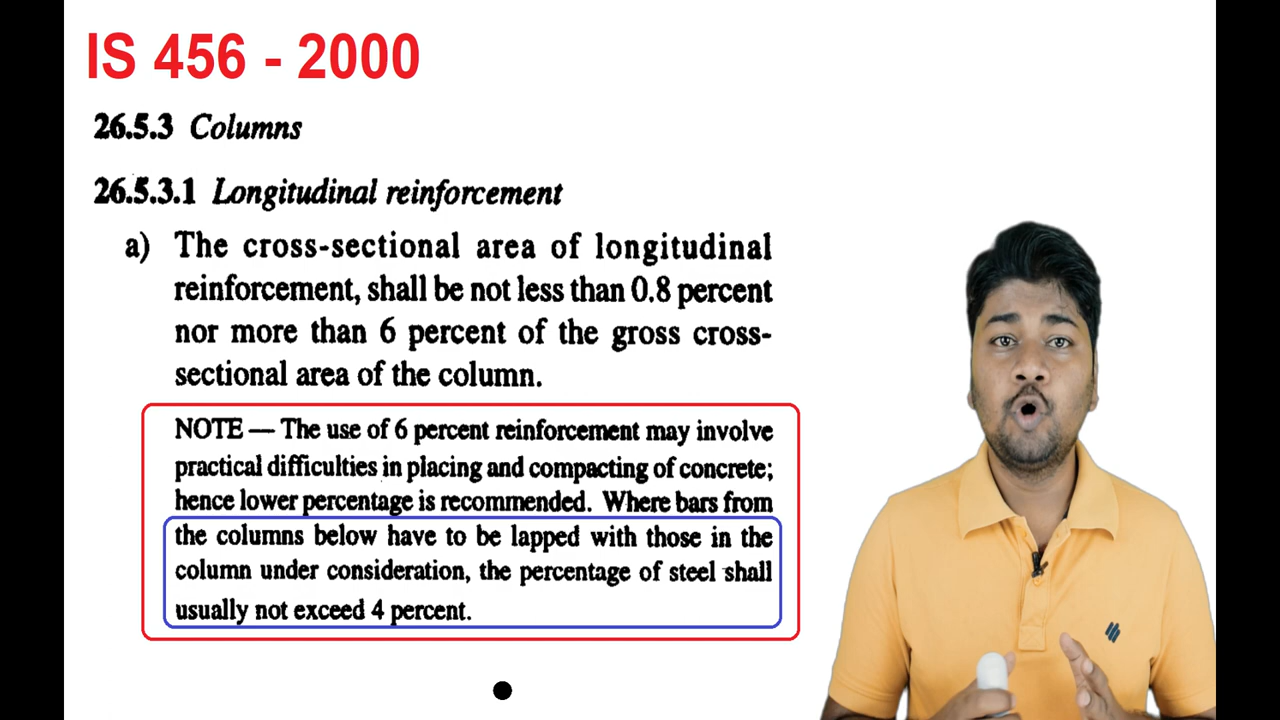 IS 456 - 2000
26.5.3 Columns
26.5.3.1 Longitudinal reinforcement
a) The cross-sectional area of longitudinal
reinforcement, shall be not less than 0.8 percent
nor more than 6 percent of the gross cross-
sectional area of the column.
NOTE — The use of 6 percent reinforcement may involve
practical difficulties in placing and compacting of concrete;
hence lower percentage is recommended. Where bars from
the columns below have to be lapped with those in the
column under consideration, the percentage of steel shall
usually not exceed 4 percent.